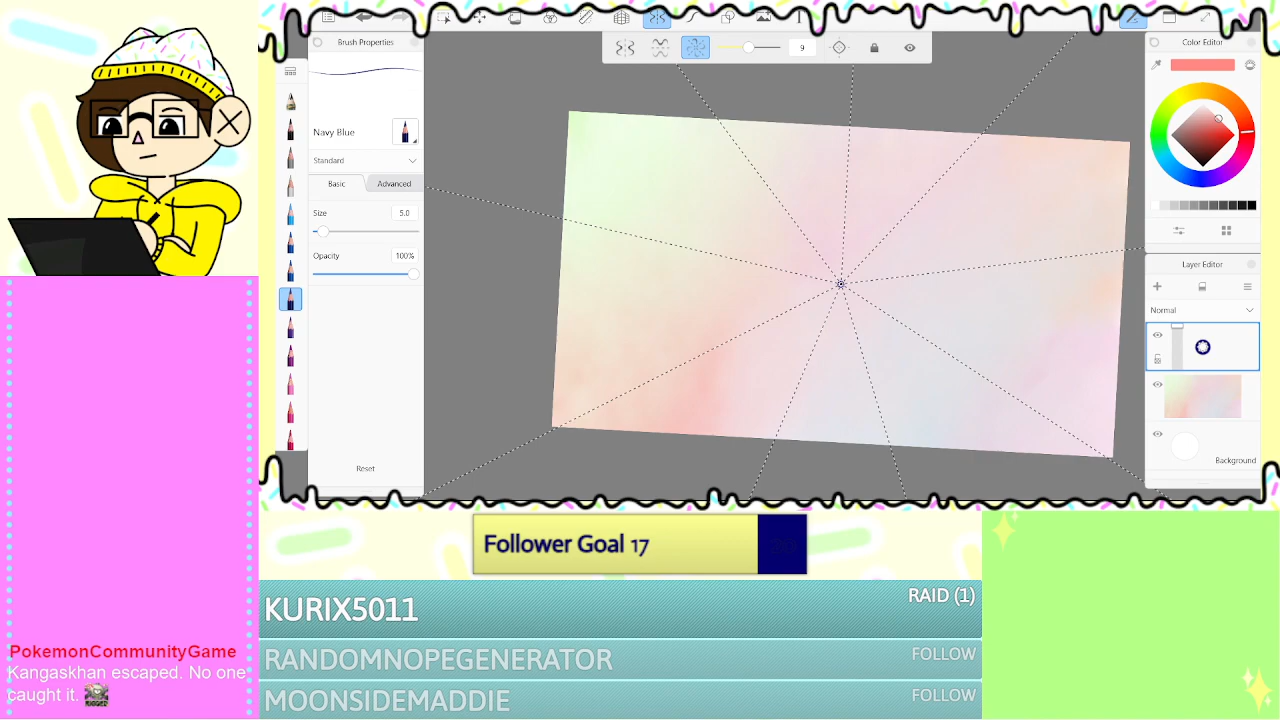 Brush Properties
Navy Blue
Standard
Basic
Advanced
Size
5.0
Opacity
100%
Reset
9
Color Editor
Layer Editor
Normal
Background
Follower Goal 17
KURIX5011
RAID (1)
RANDOMNOPEGENERATOR
FOLLOW
MOONSIDEMADDIE
FOLLOW
PokemonCommunityGame
Kangaskhan escaped. No one
caught it.